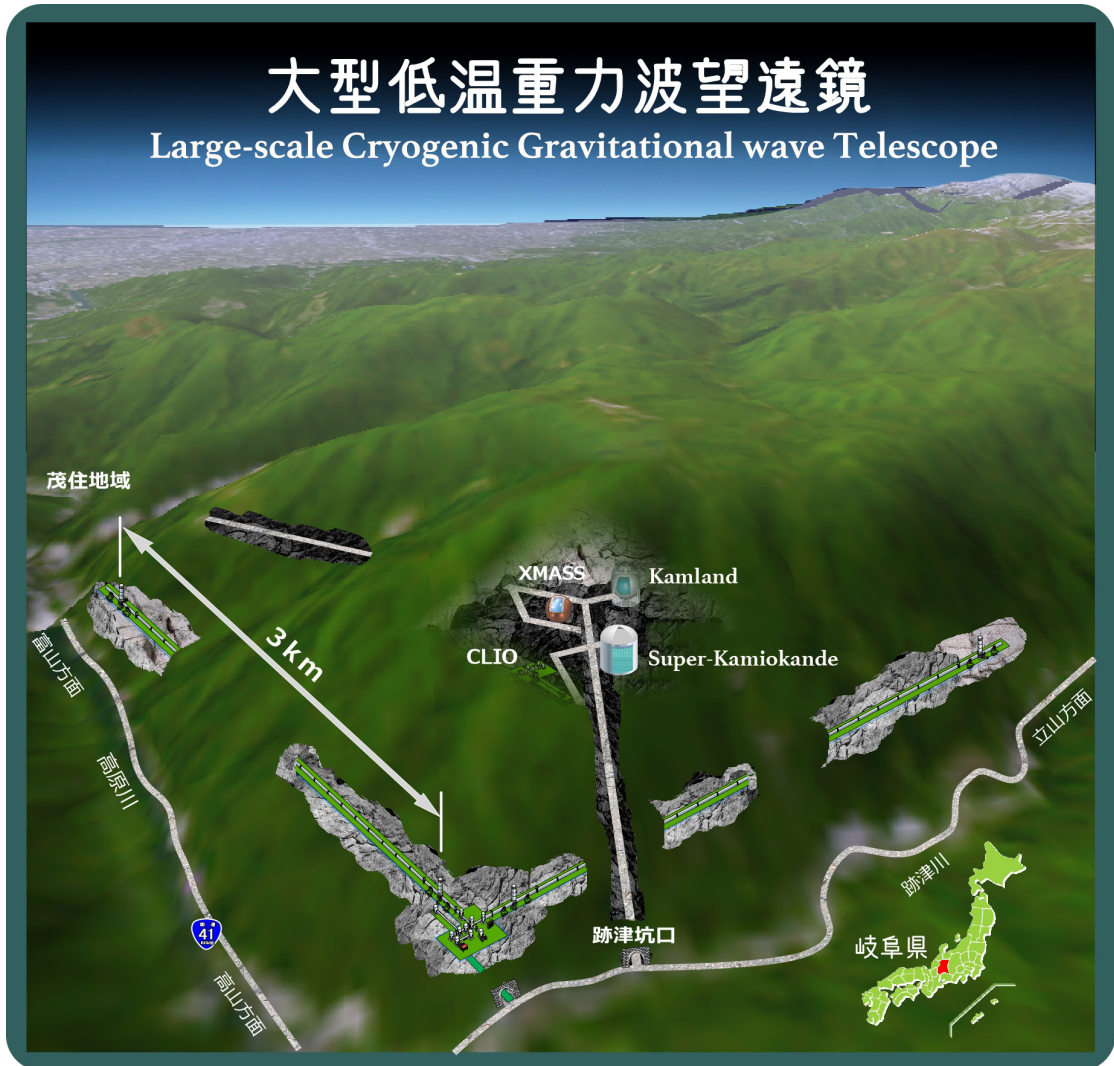 大型低温重力波望遠鏡
Large-scale Cryogenic Gravitational wave Telescope
茂住地域
XMASS
Kamland
3km
CLIO
Super-Kamiokande
富山方面
立山方面
高原川
跡津川
41
跡津坑口
岐阜県
高山方面